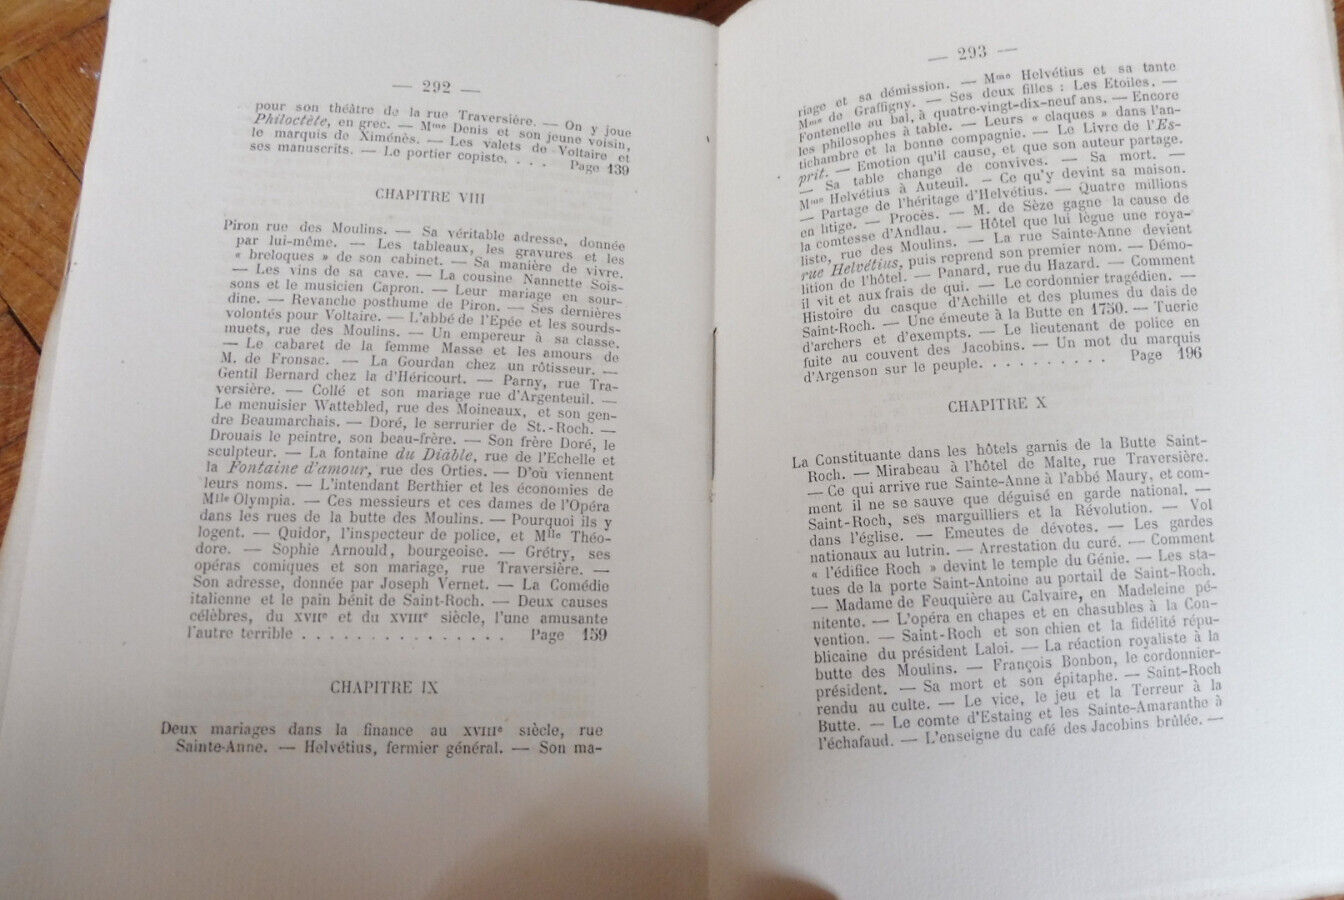 — 292 —
pour son théâtre de la rue Traversière. — On y joue
Philoctète, en grec. — Mme Denis et son jeune voisin,
le marquis de Ximénès. — Les valets de Voltaire et
ses manuscrits. — Le portier copiste. . . . Page 139
CHAPITRE VIII
Piron rue des Moulins. — Sa véritable adresse, donnée
par lui-même. — Les tableaux, les gravures et les
« breloques » de son cabinet. — Sa manière de vivre.
— Les vins de sa cave. — La cousine Nannette Sois-
sons et le musicien Capron. — Leur mariage en sour-
dine. — Revanche posthume de Piron. — Ses dernières
volontés pour Voltaire. — L'abbé de l'Epée et les sourds-
muets, rue des Moulins. — Un empereur à sa classe.
— Le cabaret de la femme Masse et les amours de
M. de Fronsac. — La Gourdan chez un rôtisseur. —
Gentil Bernard chez la d'Héricourt. — Parny, rue Tra-
versière. — Collé et son mariage rue d'Argenteuil. —
Le menuisier Wattebled, rue des Moineaux, et son gen-
dre Beaumarchais. — Doré, le serrurier de St.-Roch. —
Drouais le peintre, son beau-frère. — Son frère Doré, le
sculpteur. — La fontaine du Diable, rue de l'Echelle et
la Fontaine d'amour, rue des Orties. — D'où viennent
leurs noms. — L'intendant Berthier et les économies de
Mlle Olympia. — Ces messieurs et ces dames de l'Opéra
dans les rues de la butte des Moulins. — Pourquoi ils y
logent. — Quidor, l'inspecteur de police, et Mlle Théo-
dore. — Sophie Arnould, bourgeoise. — Grétry, ses
opéras comiques et son mariage, rue Traversière. —
Son adresse, donnée par Joseph Vernet. — La Comédie
italienne et le pain bénit de Saint-Roch. — Deux causes
célèbres, du XVIIe et du XVIIIe siècle, l'une amusante
l'autre terrible . . . . . . . . . . . . . . . Page 159
CHAPITRE IX
Deux mariages dans la finance au XVIIIe siècle, rue
Sainte-Anne. — Helvétius, fermier général. — Son ma-
— 293 —
riage et sa démission. — Mme Helvétius et sa tante
Mme de Graffigny. — Ses deux filles : Les Etoiles. —
Fontenelle au bal, à quatre-vingt-dix-neuf ans. — Encore
les philosophes à table. — Leurs « claques » dans l'an-
tichambre et la bonne compagnie. — Le Livre de l'Es-
prit. — Emotion qu'il cause, et que son auteur partage.
— Sa table change de convives. — Sa mort. —
Mme Helvétius à Auteuil. — Ce qu'y devint sa maison.
— Partage de l'héritage d'Helvétius. — Quatre millions
en litige. — Procès. — M. de Sèze gagne la cause de
la comtesse d'Andlau. — Hôtel que lui lègue une roya-
liste, rue des Moulins. — La rue Sainte-Anne devient
rue Helvétius, puis reprend son premier nom. — Démo-
lition de l'hôtel. — Panard, rue du Hazard. — Comment
il vit et aux frais de qui. — Le cordonnier tragédien. —
Histoire du casque d'Achille et des plumes du dais de
Saint-Roch. — Une émeute à la Butte en 1750. — Tuerie
d'archers et d'exempts. — Le lieutenant de police en
fuite au couvent des Jacobins. — Un mot du marquis
d'Argenson sur le peuple. . . . . . . . . . Page 196
CHAPITRE X
La Constituante dans les hôtels garnis de la Butte Saint-
Roch. — Mirabeau à l'hôtel de Malte, rue Traversière.
— Ce qui arrive rue Sainte-Anne à l'abbé Maury, et com-
ment il ne se sauve que déguisé en garde national. —
Saint-Roch, ses marguilliers et la Révolution. — Vol
dans l'église. — Emeutes de dévotes. — Les gardes
nationaux au lutrin. — Arrestation du curé. — Comment
« l'édifice Roch » devint le temple du Génie. — Les sta-
tues de la porte Saint-Antoine au portail de Saint-Roch.
— Madame de Feuquière au Calvaire, en Madeleine pé-
nitente. — L'opéra en chapes et en chasubles à la Con-
vention. — Saint-Roch et son chien et la fidélité répu-
blicaine du président Laloi. — La réaction royaliste à la
butte des Moulins. — François Bonbon, le cordonnier-
président. — Sa mort et son épitaphe. — Saint-Roch
rendu au culte. — Le vice, le jeu et la Terreur à la
Butte. — Le comte d'Estaing et les Sainte-Amaranthe à
l'échafaud. — L'enseigne du café des Jacobins brûlée. —